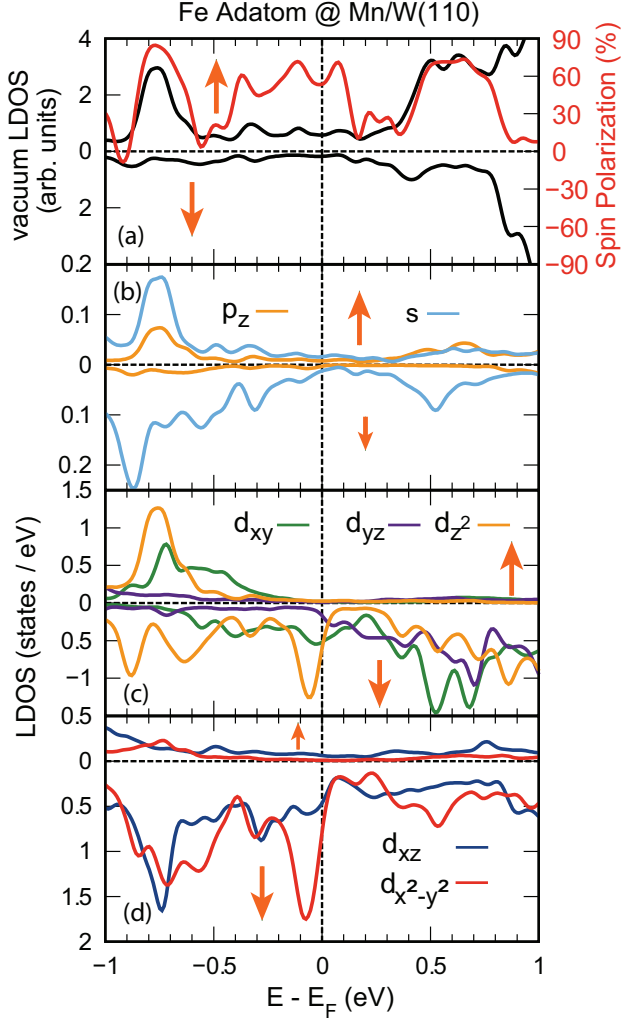 Fe Adatom @ Mn/W(110)
vacuum LDOS
(arb. units)
4
2
0
2
90
60
30
0
−30
−60
−90
Spin Polarization (%)
(a)
0.2
0.1
0
0.1
0.2
(b)
p_z
s
LDOS (states / eV)
1.5
1
0.5
0
0.5
−1
d_xy
d_yz
d_z²
(c)
0.5
0
0.5
1
1.5
2
d_xz
d_x²-y²
(d)
−1
−0.5
0
0.5
1
E - E_F (eV)